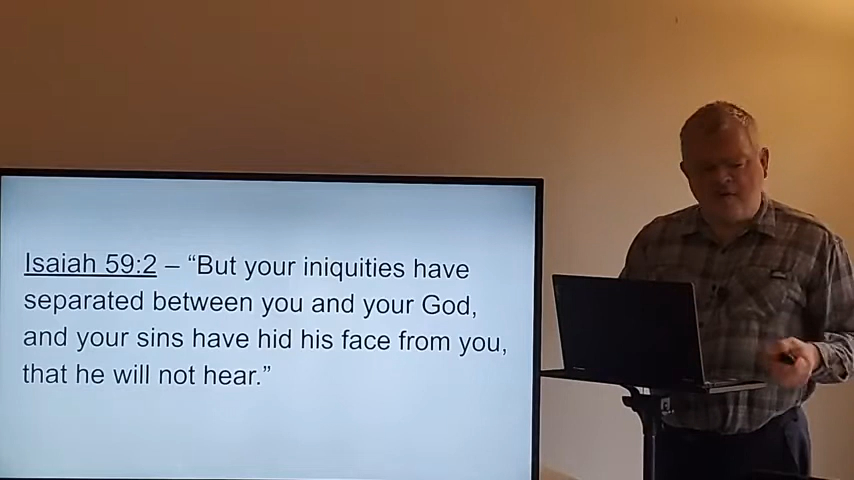 Isaiah 59:2 – “But your iniquities have
separated between you and your God,
and your sins have hid his face from you,
that he will not hear.”